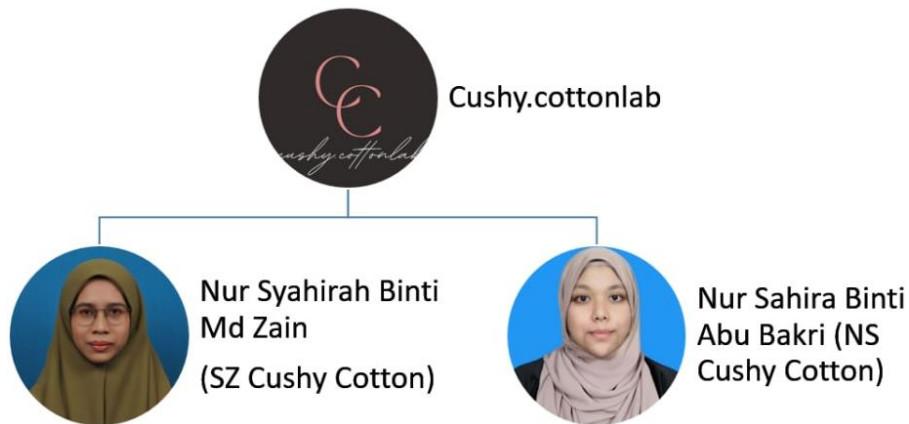 CC
cushy.cottonlab
Cushy.cottonlab
Nur Syahirah Binti
Md Zain
(SZ Cushy Cotton)
Nur Sahira Binti
Abu Bakri (NS
Cushy Cotton)